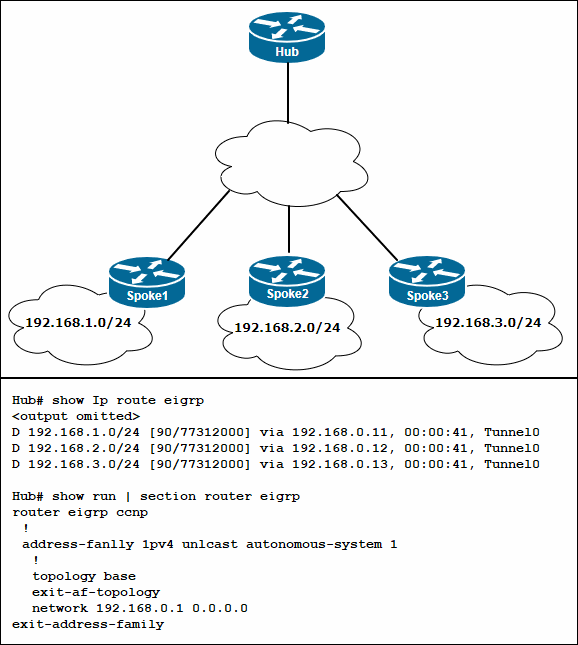 Hub
Spoke1
Spoke2
Spoke3
192.168.1.0/24
192.168.2.0/24
192.168.3.0/24
Hub# show Ip route eigrp
<output omitted>
D 192.168.1.0/24 [90/77312000] via 192.168.0.11, 00:00:41, Tunnel0
D 192.168.2.0/24 [90/77312000] via 192.168.0.12, 00:00:41, Tunnel0
D 192.168.3.0/24 [90/77312000] via 192.168.0.13, 00:00:41, Tunnel0
Hub# show run | section router eigrp
router eigrp ccnp
!
address-fanlly 1pv4 unlcast autonomous-system 1
!
topology base
exit-af-topology
network 192.168.0.1 0.0.0.0
exit-address-family